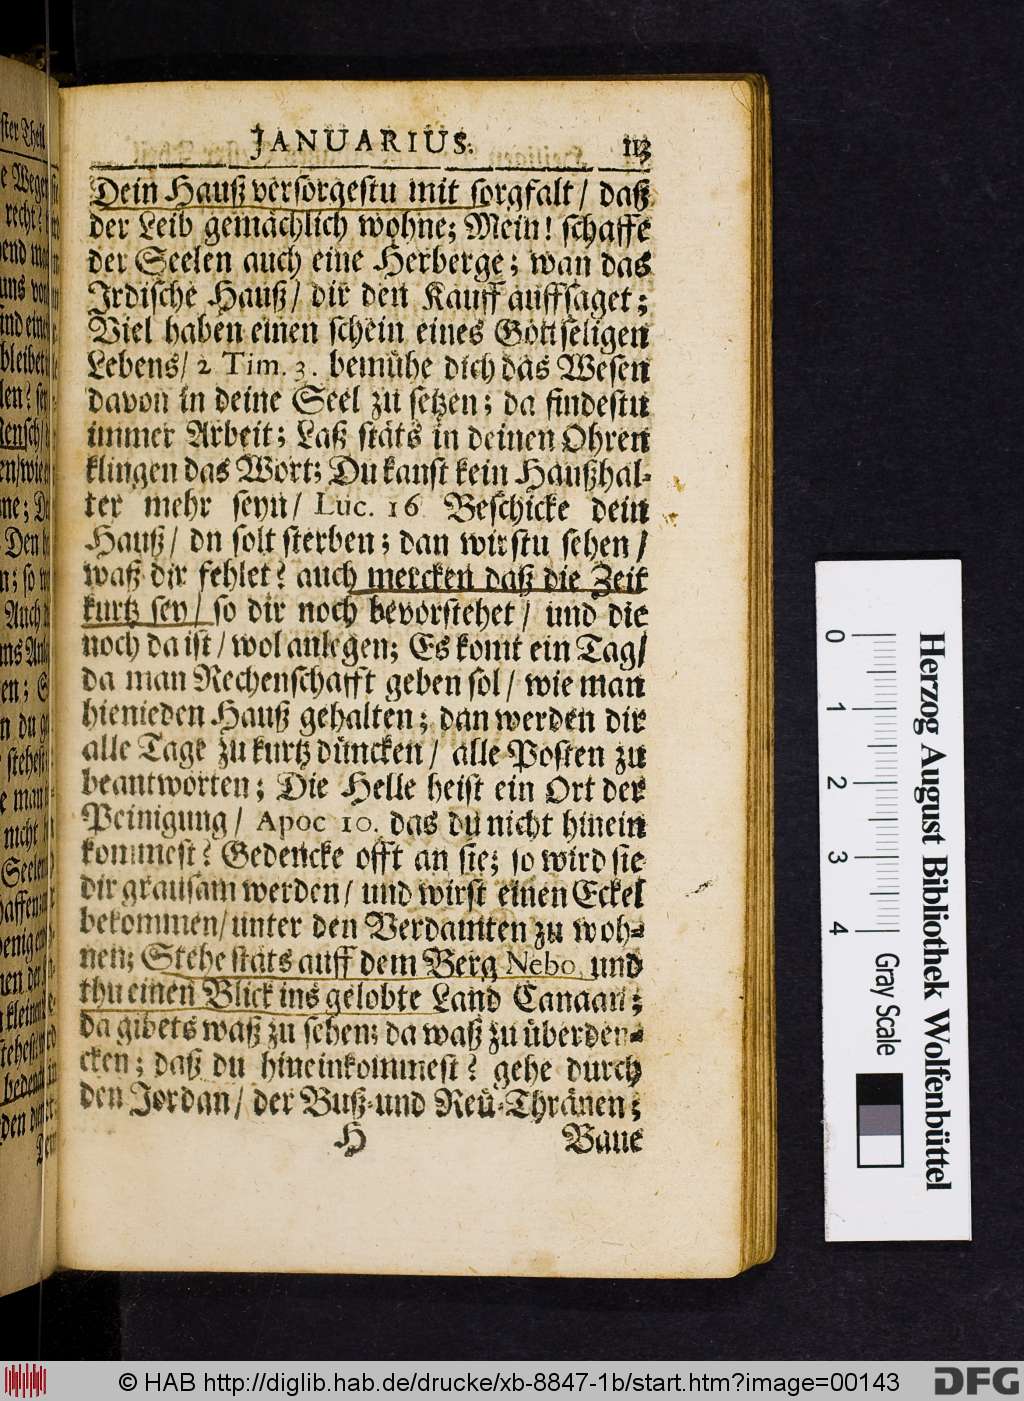 JANUARIUS. 113
Dein Hauß versorgestu mit sorgfalt/ daß
der Leib gemächlich wohne; Mein! schaffe
der Seelen auch eine Herberge; wan das
Irdische Hauß/ dir den Kauff auffsaget;
Viel haben einen schein eines Gottseligen
Lebens/ 2 Tim. 3. bemühe dich das Wesen
davon in deine Seel zu setzen; da findestu
immer Arbeit; Laß stäts in deinen Ohren
klingen das Wort; Du kanst kein Haußhal-
ter mehr seyn/ Luc. 16 Beschicke dein
Hauß/ dn solt sterben; dan wirstu sehen/
waß dir fehlet? auch mercken daß die Zeit
kurtz sey/ so dir noch bevorstehet/ und die
noch da ist/ wol anlegen; Es komt ein Tag/
da man Rechenschafft geben sol/ wie man
hienieden Hauß gehalten; dan werden dir
alle Tage zu kurtz düncken/ alle Posten zu
beantworten; Die Helle heist ein Ort der
Peinigung/ Apoc 10. das du nicht hinein
kommest? Gedencke offt an sie; so wird sie
dir grausam werden/ und wirst einen Eckel
bekommen/ unter den Verdamten zu woh-
nen; Stehe stäts auff dem Berg Nebo, und
thu einen Blick ins gelobte Land Canaan;
da gibets waß zu sehen; da waß zu überden-
cken; daß du hineinkommest? gehe durch
den Jordan/ der Buß-und Reü-Thränen;
H Baue
0 1 2 3 4
Gray Scale
Herzog August Bibliothek Wolfenbüttel
© HAB http://diglib.hab.de/drucke/xb-8847-1b/start.htm?image=00143
DFG